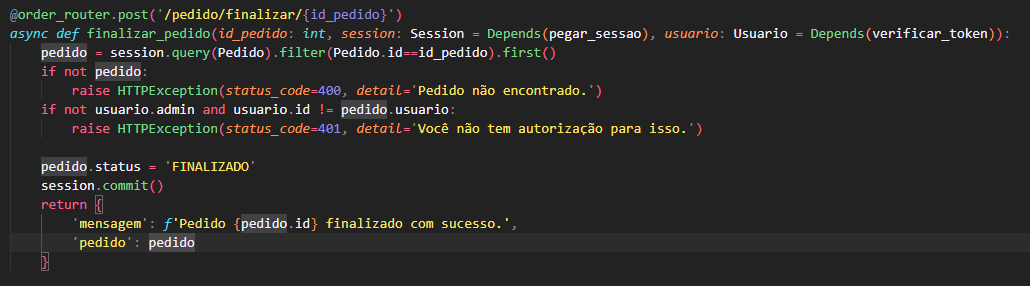 @order_router.post('/pedido/finalizar/{id_pedido}')
async def finalizar_pedido(id_pedido: int, session: Session = Depends(pegar_sessao), usuario: Usuario = Depends(verificar_token)):
    pedido = session.query(Pedido).filter(Pedido.id==id_pedido).first()
    if not pedido:
        raise HTTPException(status_code=400, detail='Pedido não encontrado.')
    if not usuario.admin and usuario.id != pedido.usuario:
        raise HTTPException(status_code=401, detail='Você não tem autorização para isso.')

    pedido.status = 'FINALIZADO'
    session.commit()
    return {
        'mensagem': f'Pedido {pedido.id} finalizado com sucesso.',
        'pedido': pedido
    }